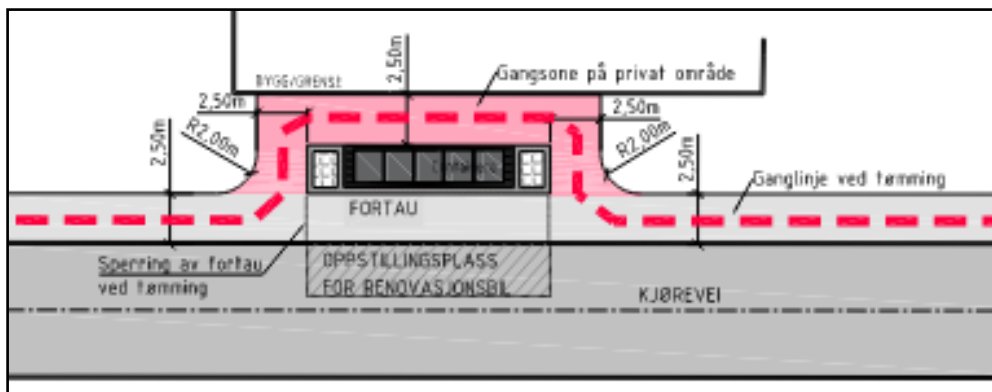 BYGG/GRENSE
2,50m
Gangsone på privat område
2,50m
2,50m
R2,00m
R2,00m
2,50m
2,50m
Ganglinje ved tømming
FORTAU
Sperring av fortau
ved tømming
OPPSTILLINGSPLASS
FOR RENOVASJONSBIL
KJØREVEI